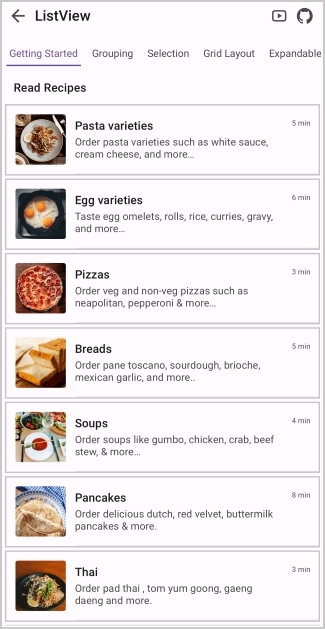 ListView
Getting Started Grouping Selection Grid Layout Expandable
Read Recipes
Pasta varieties 5 min
Order pasta varieties such as white sauce,
cream cheese, and more...
Egg varieties 6 min
Taste egg omelets, rolls, rice, curries, gravy,
and more...
Pizzas 3 min
Order veg and non-veg pizzas such as
neapolitan, pepperoni & more...
Breads 5 min
Order pane toscano, sourdough, brioche,
mexican garlic, and more..
Soups 4 min
Order soups like gumbo, chicken, crab, beef
stew, & more...
Pancakes 8 min
Order delicious dutch, red velvet, buttermilk
pancakes & more.
Thai 3 min
Order pad thai , tom yum goong, gaeng
daeng and more.